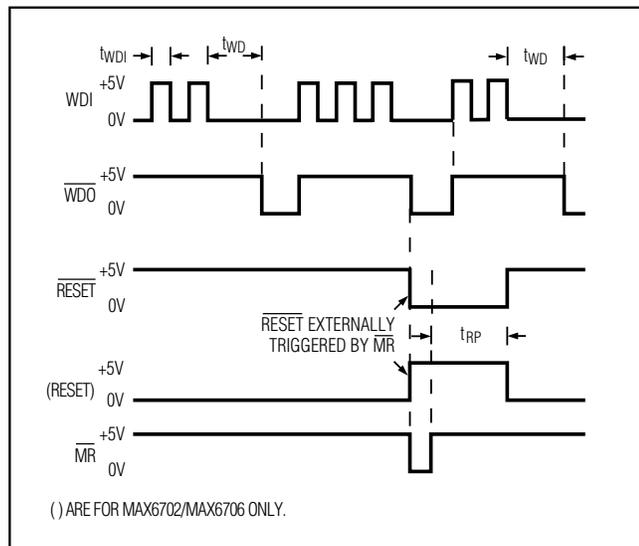 tWDI tWD tWD
+5V
WDI
0V
+5V
WDO
0V
+5V
RESET
0V
RESET EXTERNALLY
TRIGGERED BY MR
tRP
+5V
(RESET)
0V
+5V
MR
0V
( ) ARE FOR MAX6702/MAX6706 ONLY.